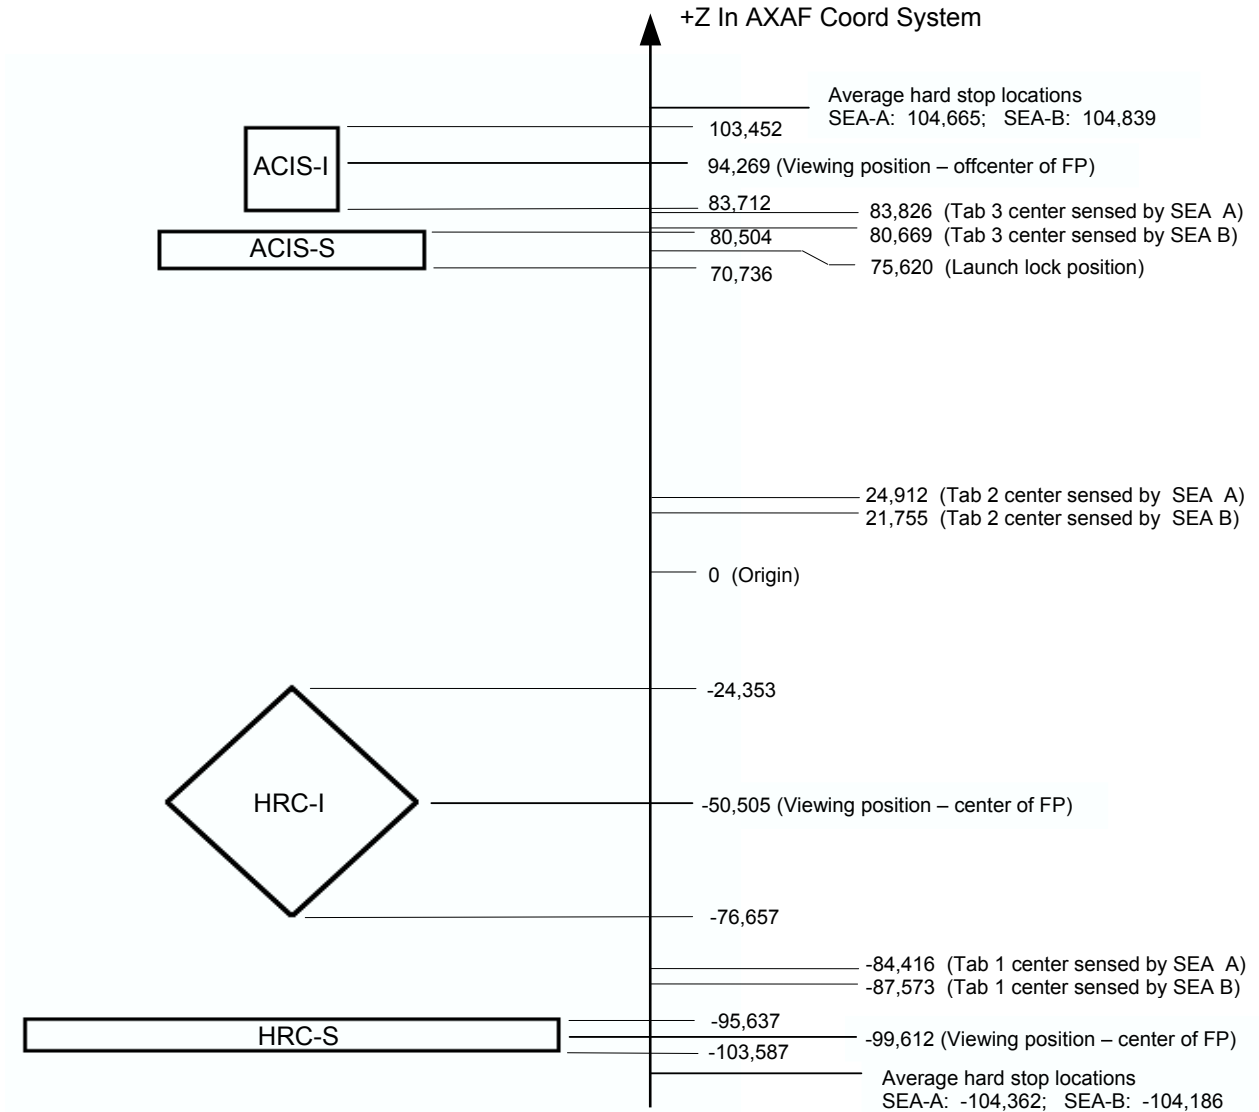 +Z In AXAF Coord System
Average hard stop locations
SEA-A: 104,665; SEA-B: 104,839
103,452
ACIS-I
94,269 (Viewing position – offcenter of FP)
83,712
83,826 (Tab 3 center sensed by SEA A)
80,504
80,669 (Tab 3 center sensed by SEA B)
ACIS-S
75,620 (Launch lock position)
70,736
24,912 (Tab 2 center sensed by SEA A)
21,755 (Tab 2 center sensed by SEA B)
0 (Origin)
-24,353
HRC-I
-50,505 (Viewing position – center of FP)
-76,657
-84,416 (Tab 1 center sensed by SEA A)
-87,573 (Tab 1 center sensed by SEA B)
-95,637
HRC-S
-99,612 (Viewing position – center of FP)
-103,587
Average hard stop locations
SEA-A: -104,362; SEA-B: -104,186